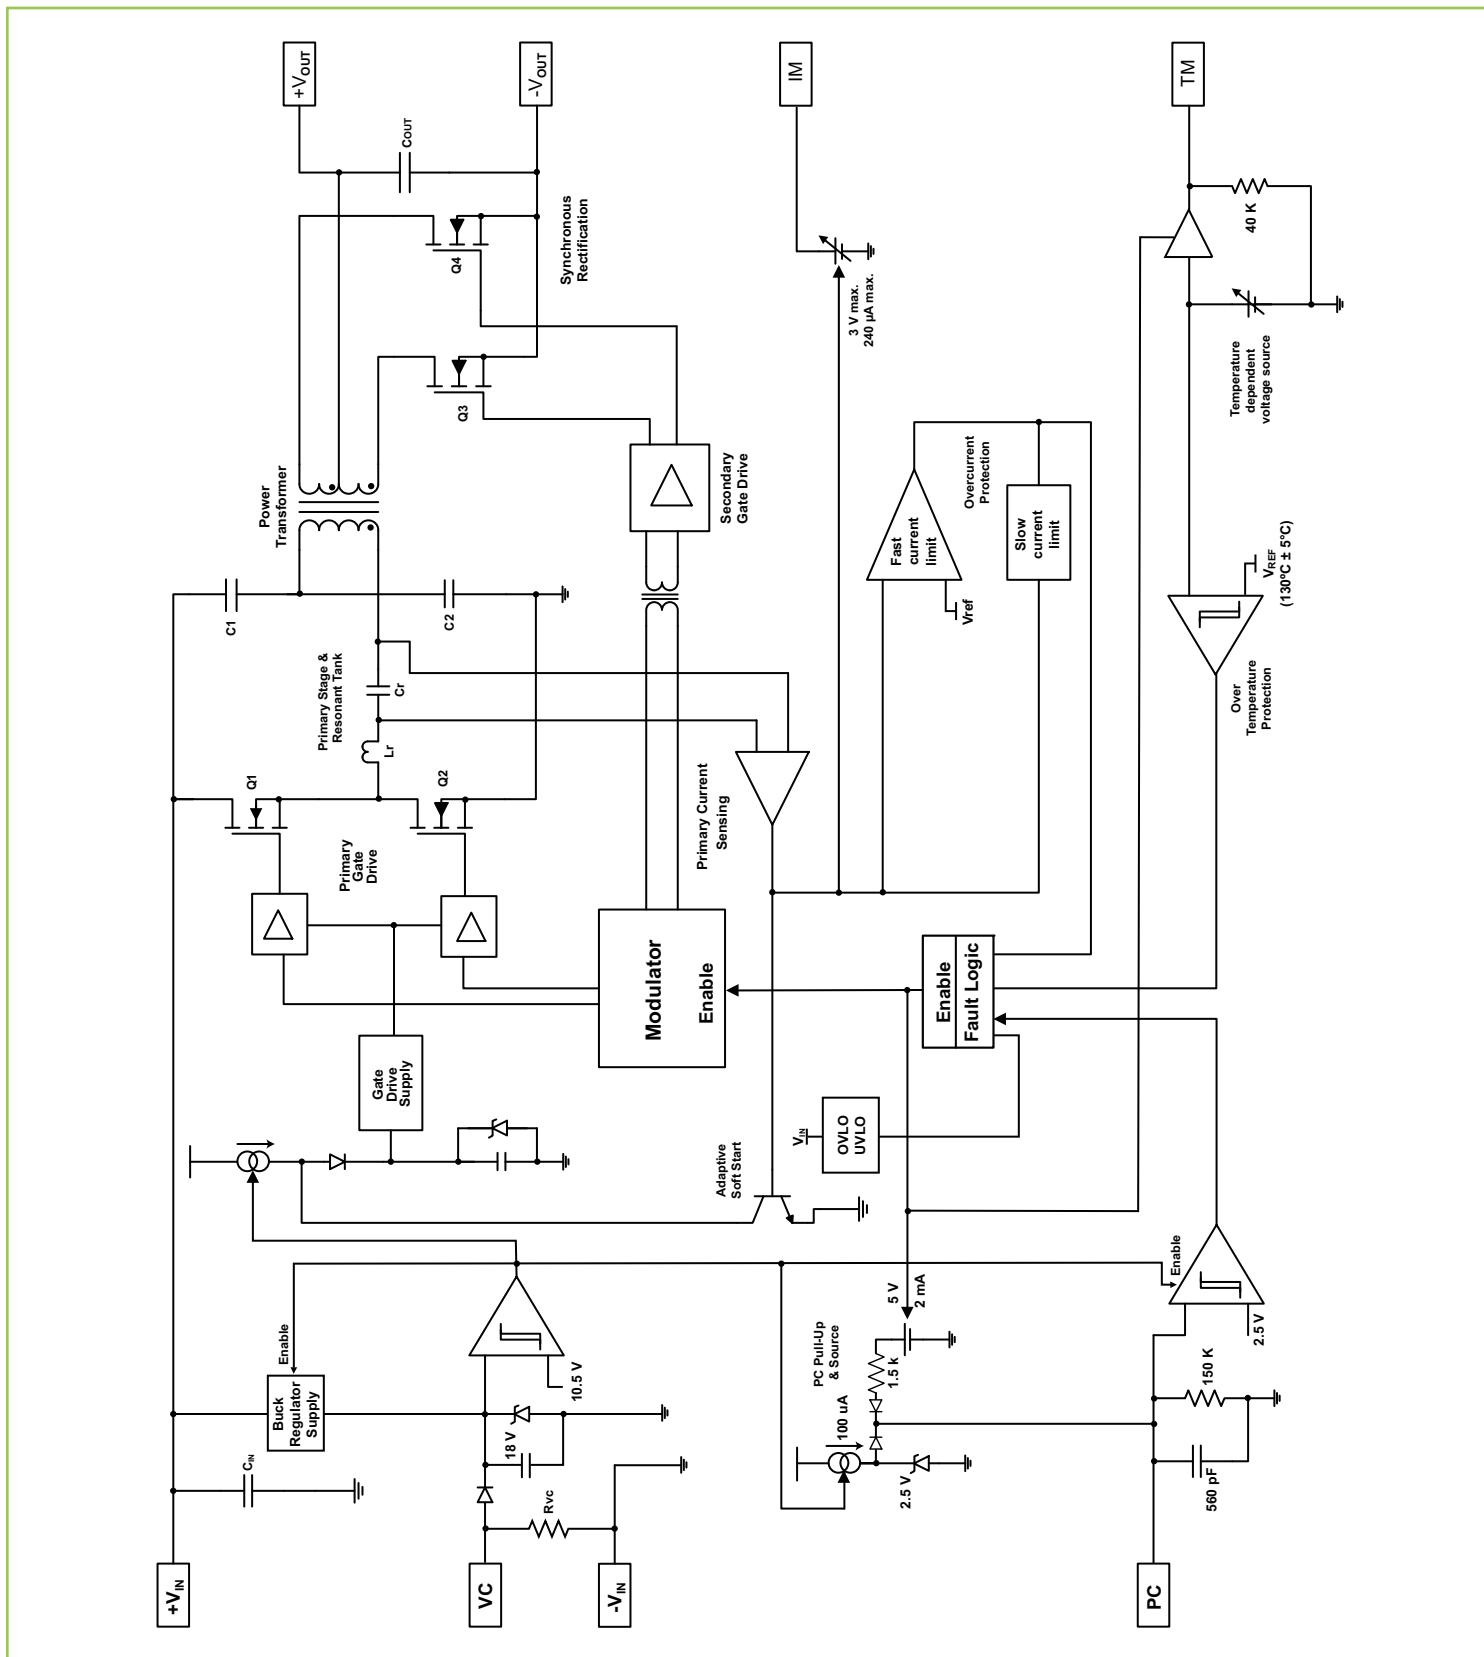 +VOUT
-VOUT
IM
TM
COUT
Synchronous
Rectification
Q4
Q3
3 V max.
240 µA max.
40 K
Temperature
dependent
voltage source
Power
Transformer
Secondary
Gate Drive
Overcurrent
Protection
Fast
current
limit
Slow
current
limit
Vref
VREF
(130ºC ± 5°C)
Over
Temperature
Protection
C1
C2
Primary Stage &
Resonant Tank
Cr
Lr
Q1
Q2
Primary
Gate
Drive
Primary Current
Sensing
Modulator
Enable
Enable
Fault Logic
Gate
Drive
Supply
Adaptive
Soft Start
VIN
OVLO
UVLO
Enable
Buck
Regulator
Supply
CIN
10.5 V
18 V
Rvc
5 V
2 mA
PC Pull-Up
& Source
1.5 k
100 uA
2.5 V
Enable
2.5 V
150 K
560 pF
+VIN
VC
-VIN
PC